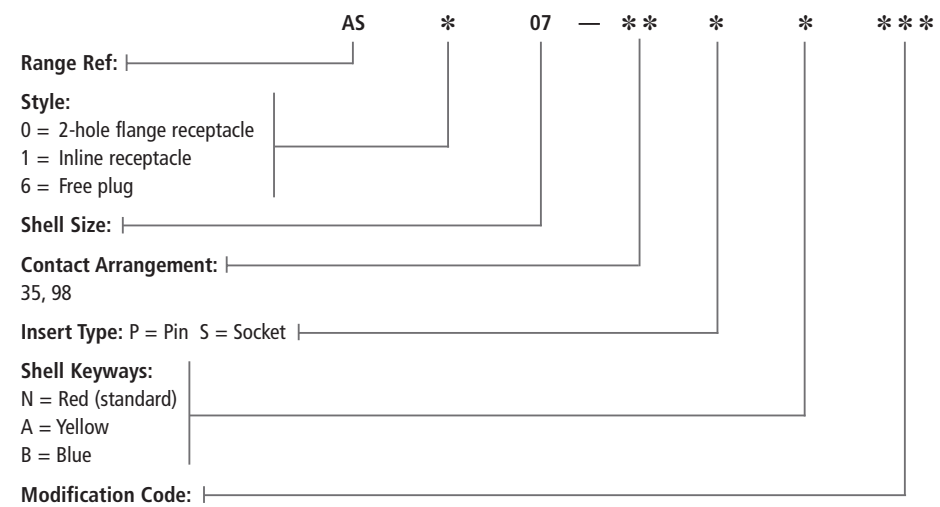 AS * 07 — ** * * ***
Range Ref:
Style:
0 = 2-hole flange receptacle
1 = Inline receptacle
6 = Free plug
Shell Size:
Contact Arrangement:
35, 98
Insert Type: P = Pin S = Socket
Shell Keyways:
N = Red (standard)
A = Yellow
B = Blue
Modification Code: